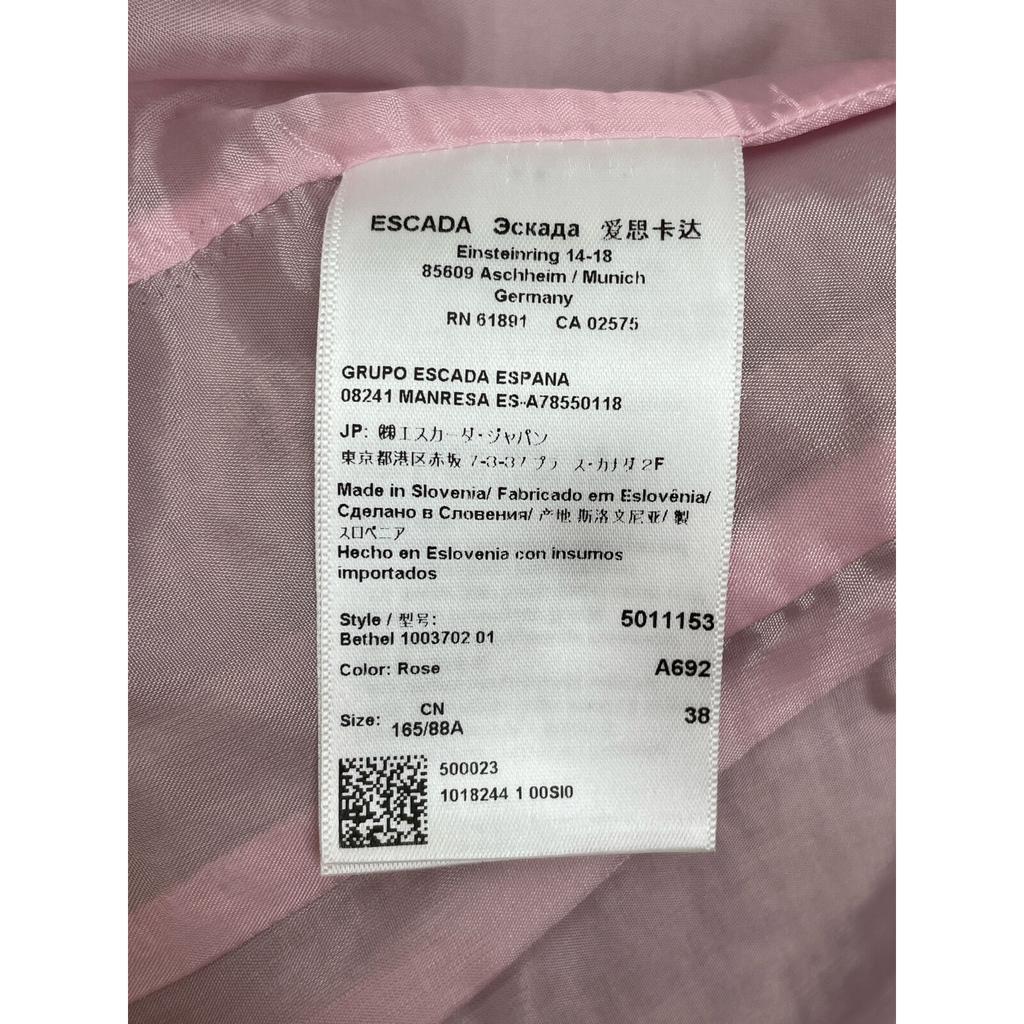 ESCADA Эскада 爱思卡达
Einsteinring 14-18
85609 Aschheim / Munich
Germany
RN 61891 CA 02575
GRUPO ESCADA ESPANA
08241 MANRESA ES-A78550118
JP: ㈱エスカーダ・ジャパン
東京都港区赤坂 7-3-37 プラース・カナダ 2F
Made in Slovenia/ Fabricado em Eslovênia/
Сделано в Словения/ 产地 斯洛文尼亚/ 製
スロベニア
Hecho en Eslovenia con insumos
importados
Style / 型号: 5011153
Bethel 1003702 01
Color: Rose A692
Size: CN 165/88A 38
500023
1018244 1 00SI0